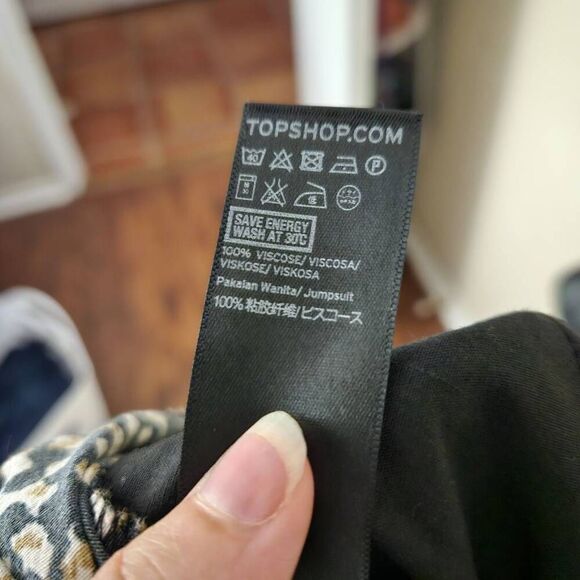 TOPSHOP.COM
40 P
SAVE ENERGY
WASH AT 30°C
100% VISCOSE/ VISCOSA/
VISKOSE/ VISKOSA
Pakaian Wanita/ Jumpsuit
100% 粘胶纤维/ビスコース